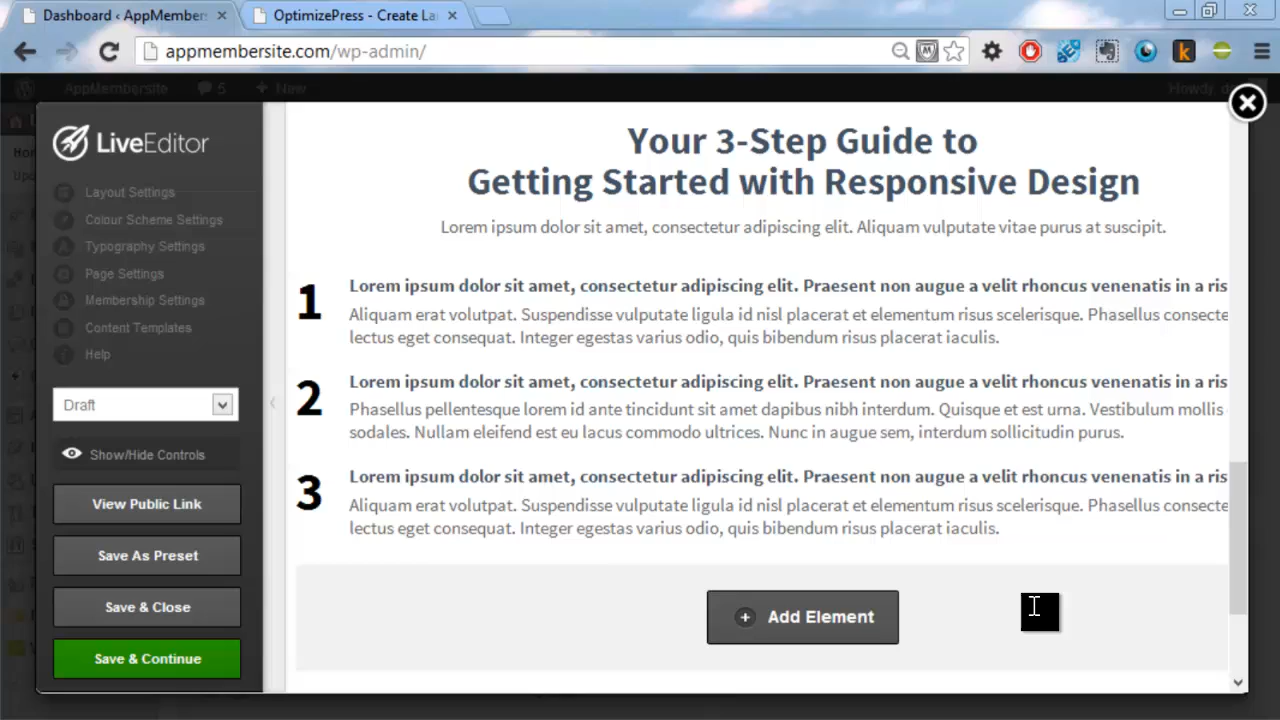 Dashboard ‹ AppMembers
OptimizePress - Create La
appmembersite.com/wp-admin/
AppMembersite 5 + New
Howdy, d
LiveEditor
Layout Settings
Colour Scheme Settings
Typography Settings
Page Settings
Membership Settings
Content Templates
Help
Draft
Show/Hide Controls
View Public Link
Save As Preset
Save & Close
Save & Continue
Your 3-Step Guide to
Getting Started with Responsive Design
Lorem ipsum dolor sit amet, consectetur adipiscing elit. Aliquam vulputate vitae purus at suscipit.
1
Lorem ipsum dolor sit amet, consectetur adipiscing elit. Praesent non augue a velit rhoncus venenatis in a ris
Aliquam erat volutpat. Suspendisse vulputate ligula id nisl placerat et elementum risus scelerisque. Phasellus consecte
lectus eget consequat. Integer egestas varius odio, quis bibendum risus placerat iaculis.
2
Lorem ipsum dolor sit amet, consectetur adipiscing elit. Praesent non augue a velit rhoncus venenatis in a ris
Phasellus pellentesque lorem id ante tincidunt sit amet dapibus nibh interdum. Quisque et est urna. Vestibulum mollis
sodales. Nullam eleifend est eu lacus commodo ultrices. Nunc in augue sem, interdum sollicitudin purus.
3
Lorem ipsum dolor sit amet, consectetur adipiscing elit. Praesent non augue a velit rhoncus venenatis in a ris
Aliquam erat volutpat. Suspendisse vulputate ligula id nisl placerat et elementum risus scelerisque. Phasellus consecte
lectus eget consequat. Integer egestas varius odio, quis bibendum risus placerat iaculis.
+ Add Element